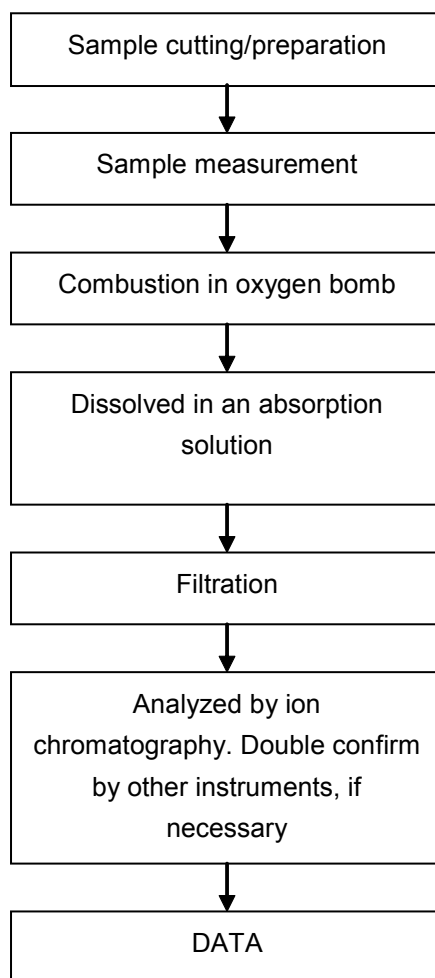 Sample cutting/preparation
Sample measurement
Combustion in oxygen bomb
Dissolved in an absorption
solution
Filtration
Analyzed by ion
chromatography. Double confirm
by other instruments, if
necessary
DATA